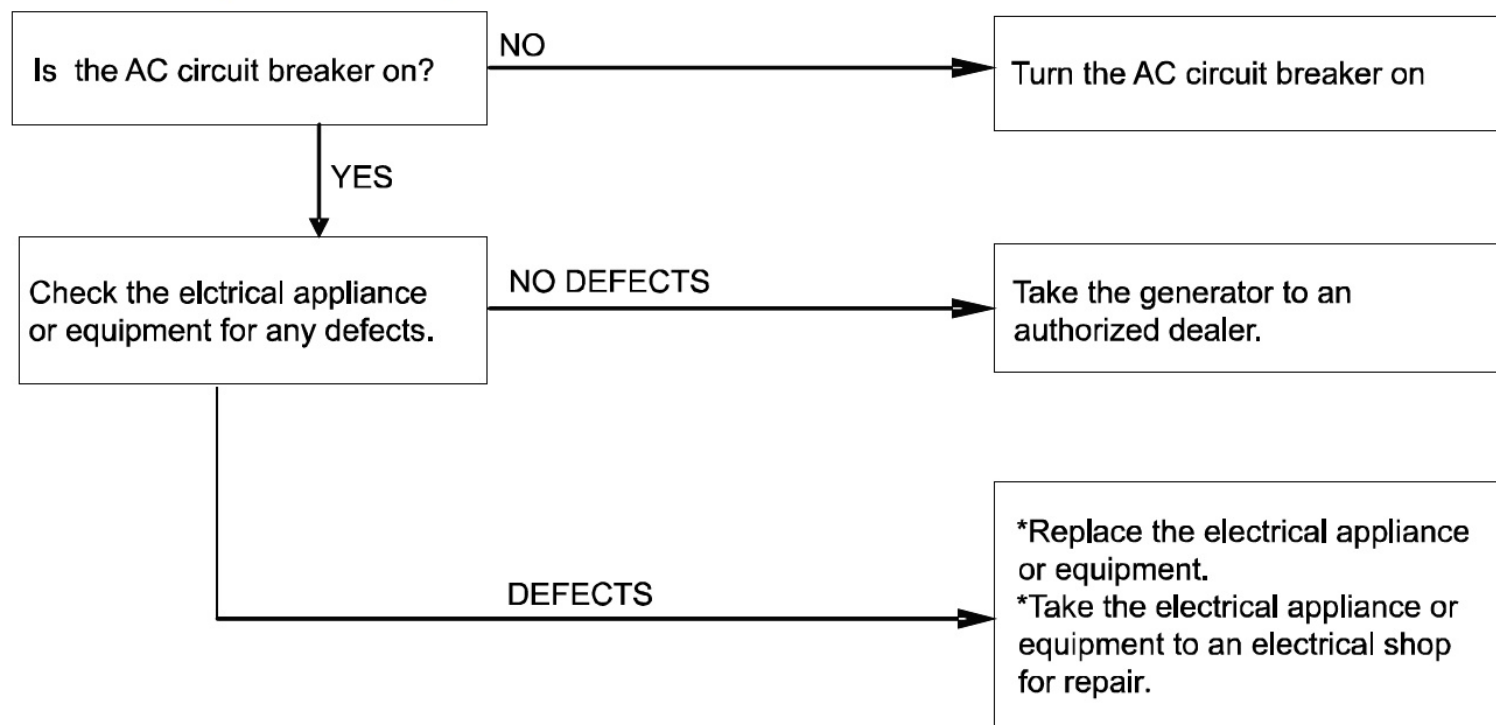 Is the AC circuit breaker on?
NO
Turn the AC circuit breaker on
YES
Check the elctrical appliance
or equipment for any defects.
NO DEFECTS
Take the generator to an
authorized dealer.
DEFECTS
*Replace the electrical appliance
or equipment.
*Take the electrical appliance or
equipment to an electrical shop
for repair.